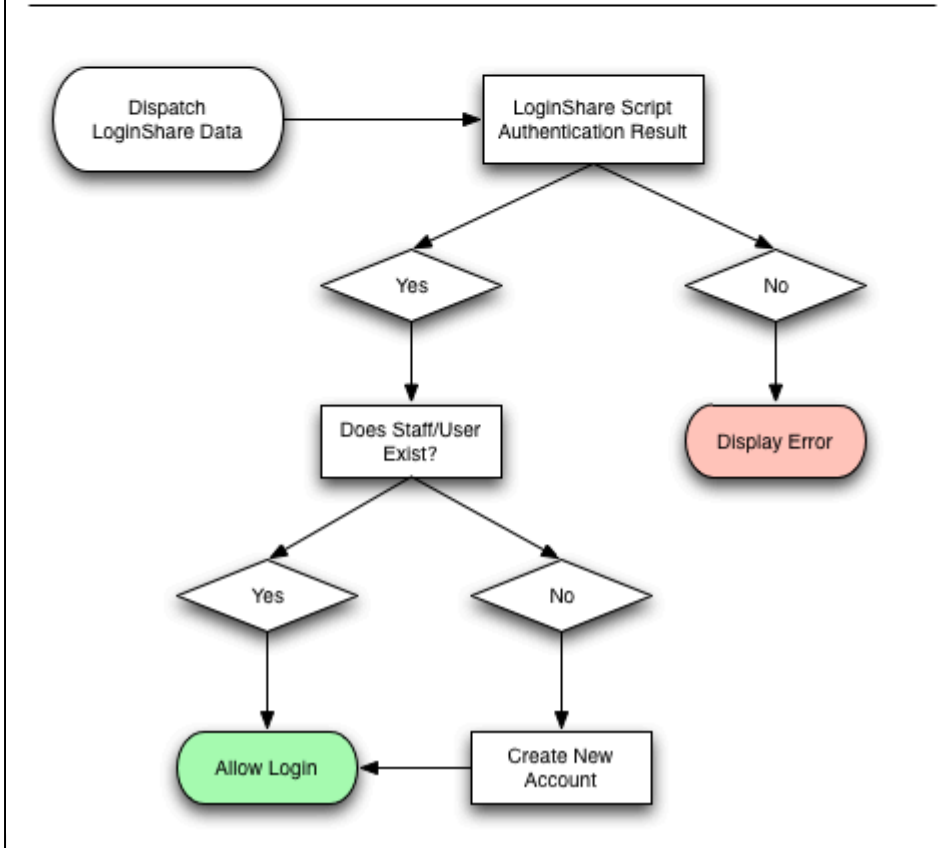 Dispatch
LoginShare Data
LoginShare Script
Authentication Result
Yes
No
Does Staff/User
Exist?
Display Error
Yes
No
Allow Login
Create New
Account